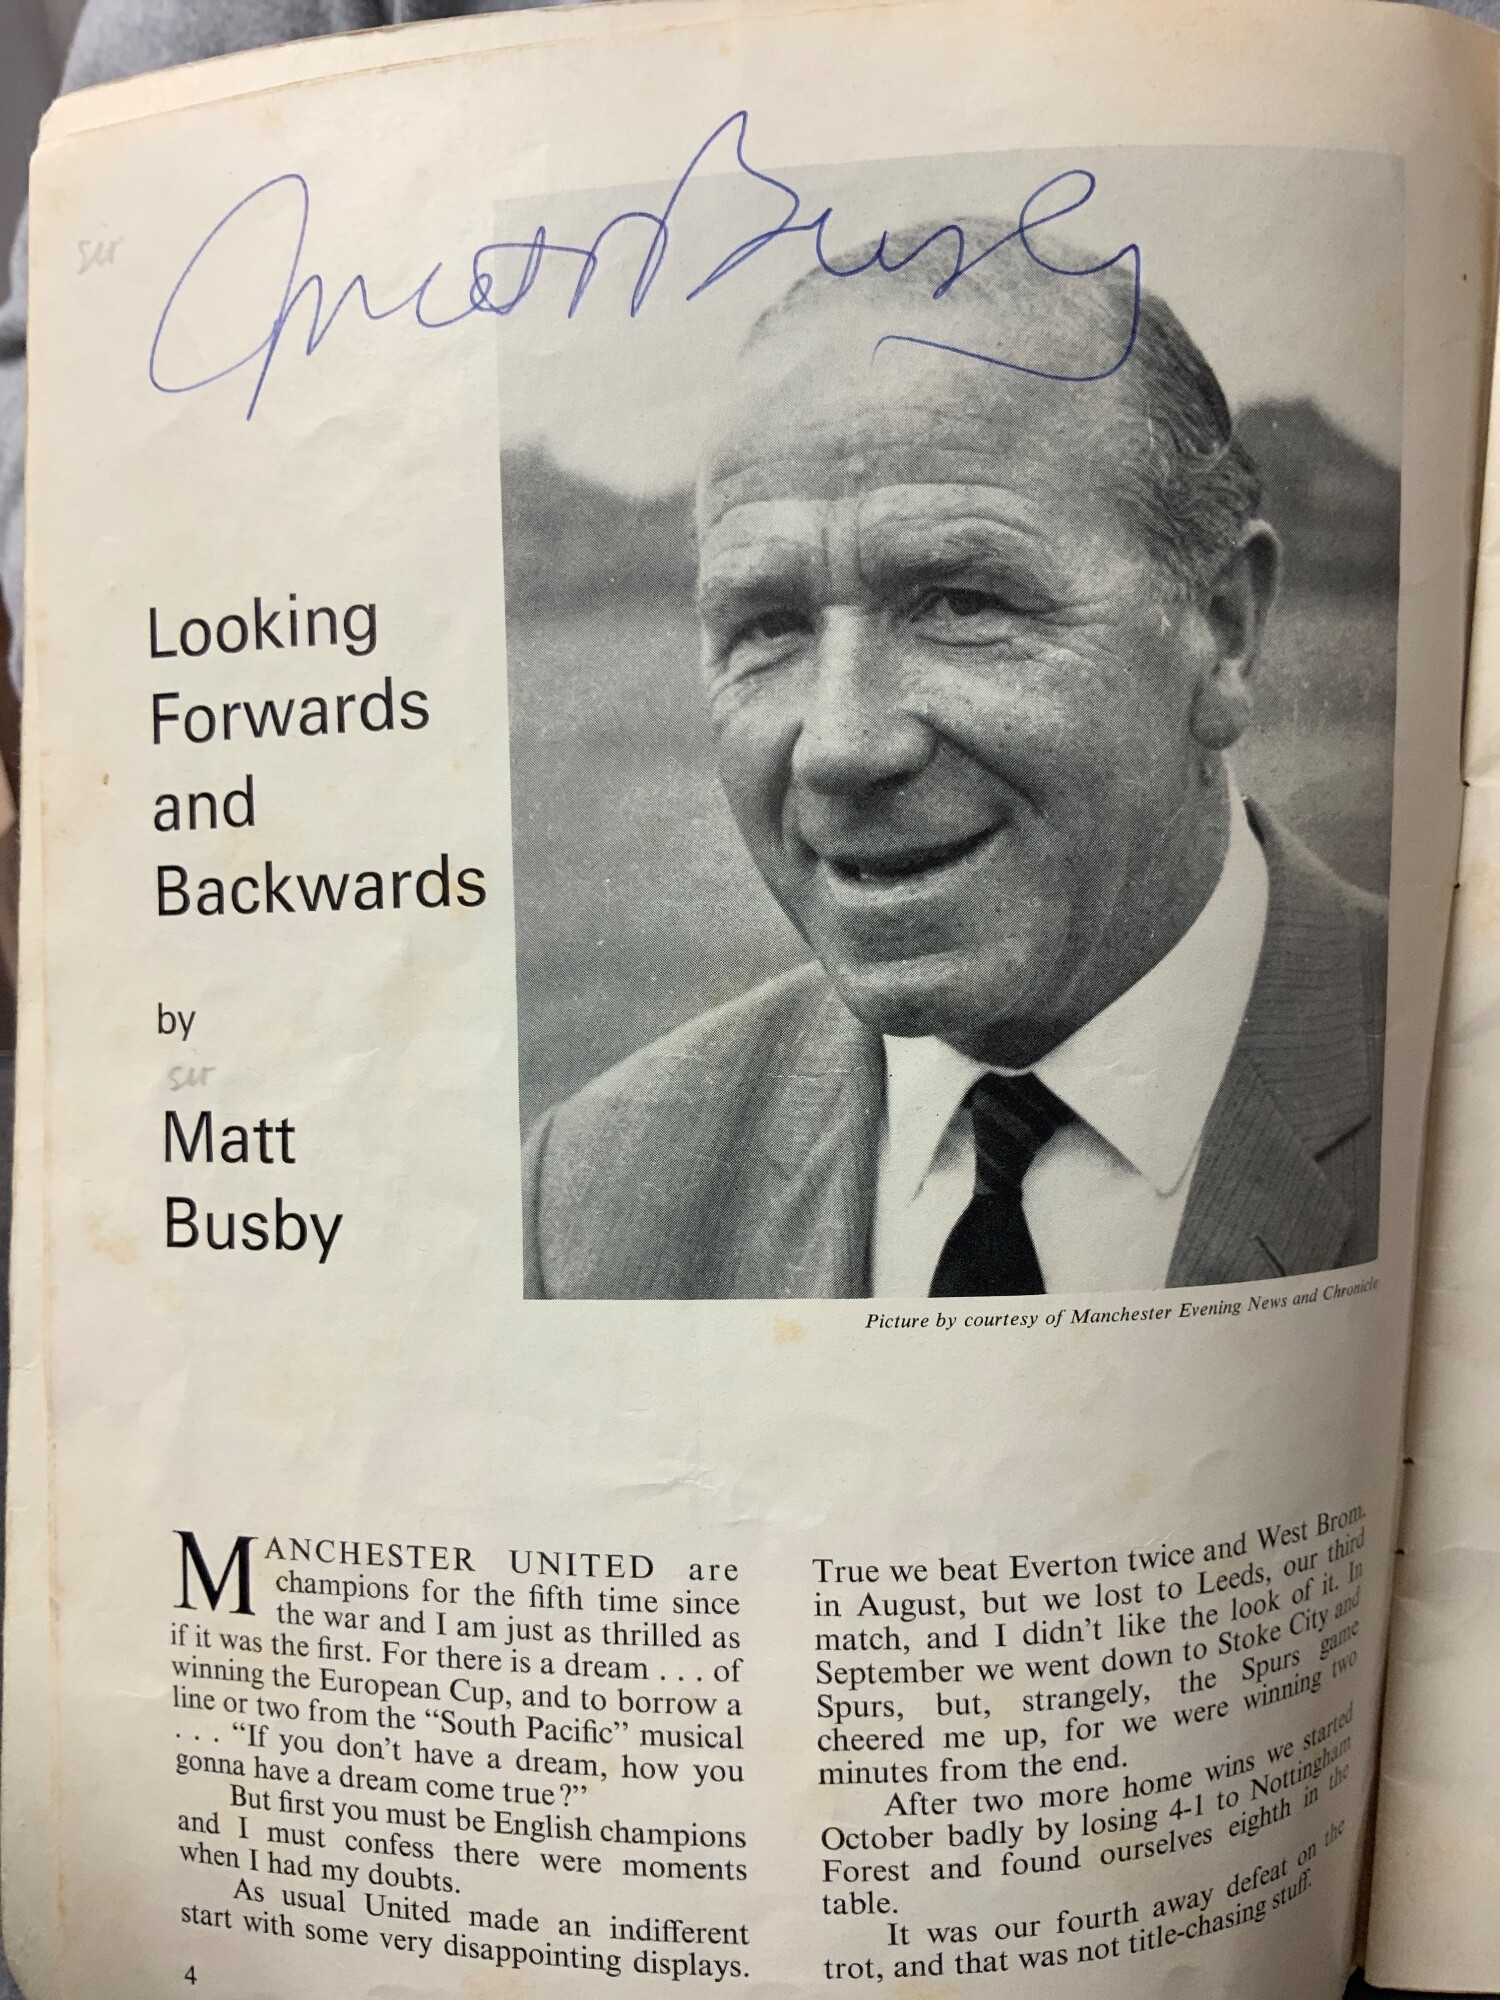 Matt Busby
sir
Looking
Forwards
and
Backwards
by
sir
Matt
Busby
Picture by courtesy of Manchester Evening News and Chronicle
MANCHESTER UNITED are
champions for the fifth time since
the war and I am just as thrilled as
if it was the first. For there is a dream . . . of
winning the European Cup, and to borrow a
line or two from the “South Pacific” musical
. . . “If you don’t have a dream, how you
gonna have a dream come true?”
But first you must be English champions
and I must confess there were moments
when I had my doubts.
As usual United made an indifferent
start with some very disappointing displays.
True we beat Everton twice and West Brom.
in August, but we lost to Leeds, our third
match, and I didn’t like the look of it. In
September we went down to Stoke City and
Spurs, but, strangely, the Spurs game
cheered me up, for we were winning two
minutes from the end.
After two more home wins we started
October badly by losing 4-1 to Nottingham
Forest and found ourselves eighth in the
table.
It was our fourth away defeat on the
trot, and that was not title-chasing stuff.
4